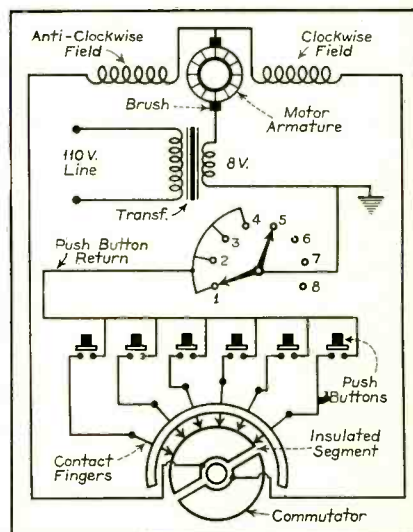 Anti-Clockwise
Field
Clockwise
Field
Brush
Motor
Armature
110 V.
Line
8 V.
Transf.
Push Button
Return
1
2
3
4
5
6
7
8
Push
Buttons
Contact
Fingers
Insulated
Segment
Commutator